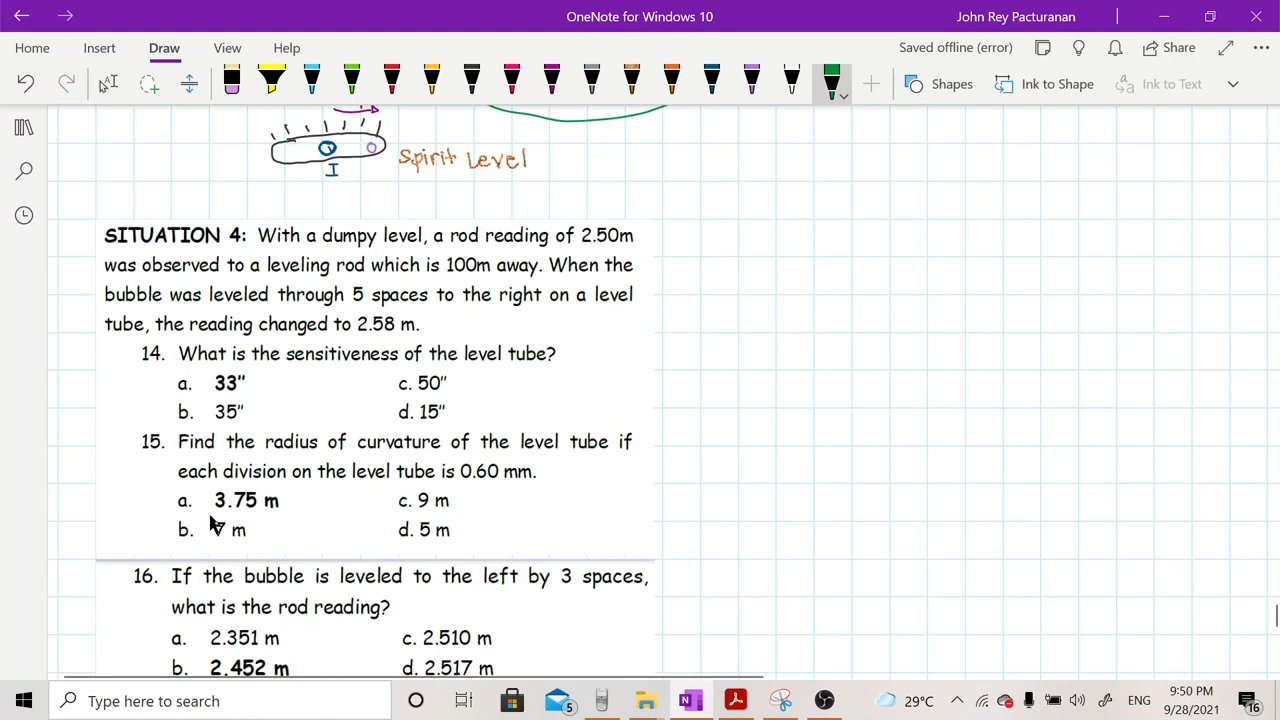 OneNote for Windows 10
John Rey Pacturanan
Home Insert Draw View Help
Saved offline (error)
Share
Shapes
Ink to Shape
Ink to Text
I
Spirit Level
SITUATION 4: With a dumpy level, a rod reading of 2.50m
was observed to a leveling rod which is 100m away. When the
bubble was leveled through 5 spaces to the right on a level
tube, the reading changed to 2.58 m.
14. What is the sensitiveness of the level tube?
a. 33" c. 50"
b. 35" d. 15"
15. Find the radius of curvature of the level tube if
each division on the level tube is 0.60 mm.
a. 3.75 m c. 9 m
b. 7 m d. 5 m
16. If the bubble is leveled to the left by 3 spaces,
what is the rod reading?
a. 2.351 m c. 2.510 m
b. 2.452 m d. 2.517 m
Type here to search
5
29°C
ENG
9:50 PM
9/28/2021
16